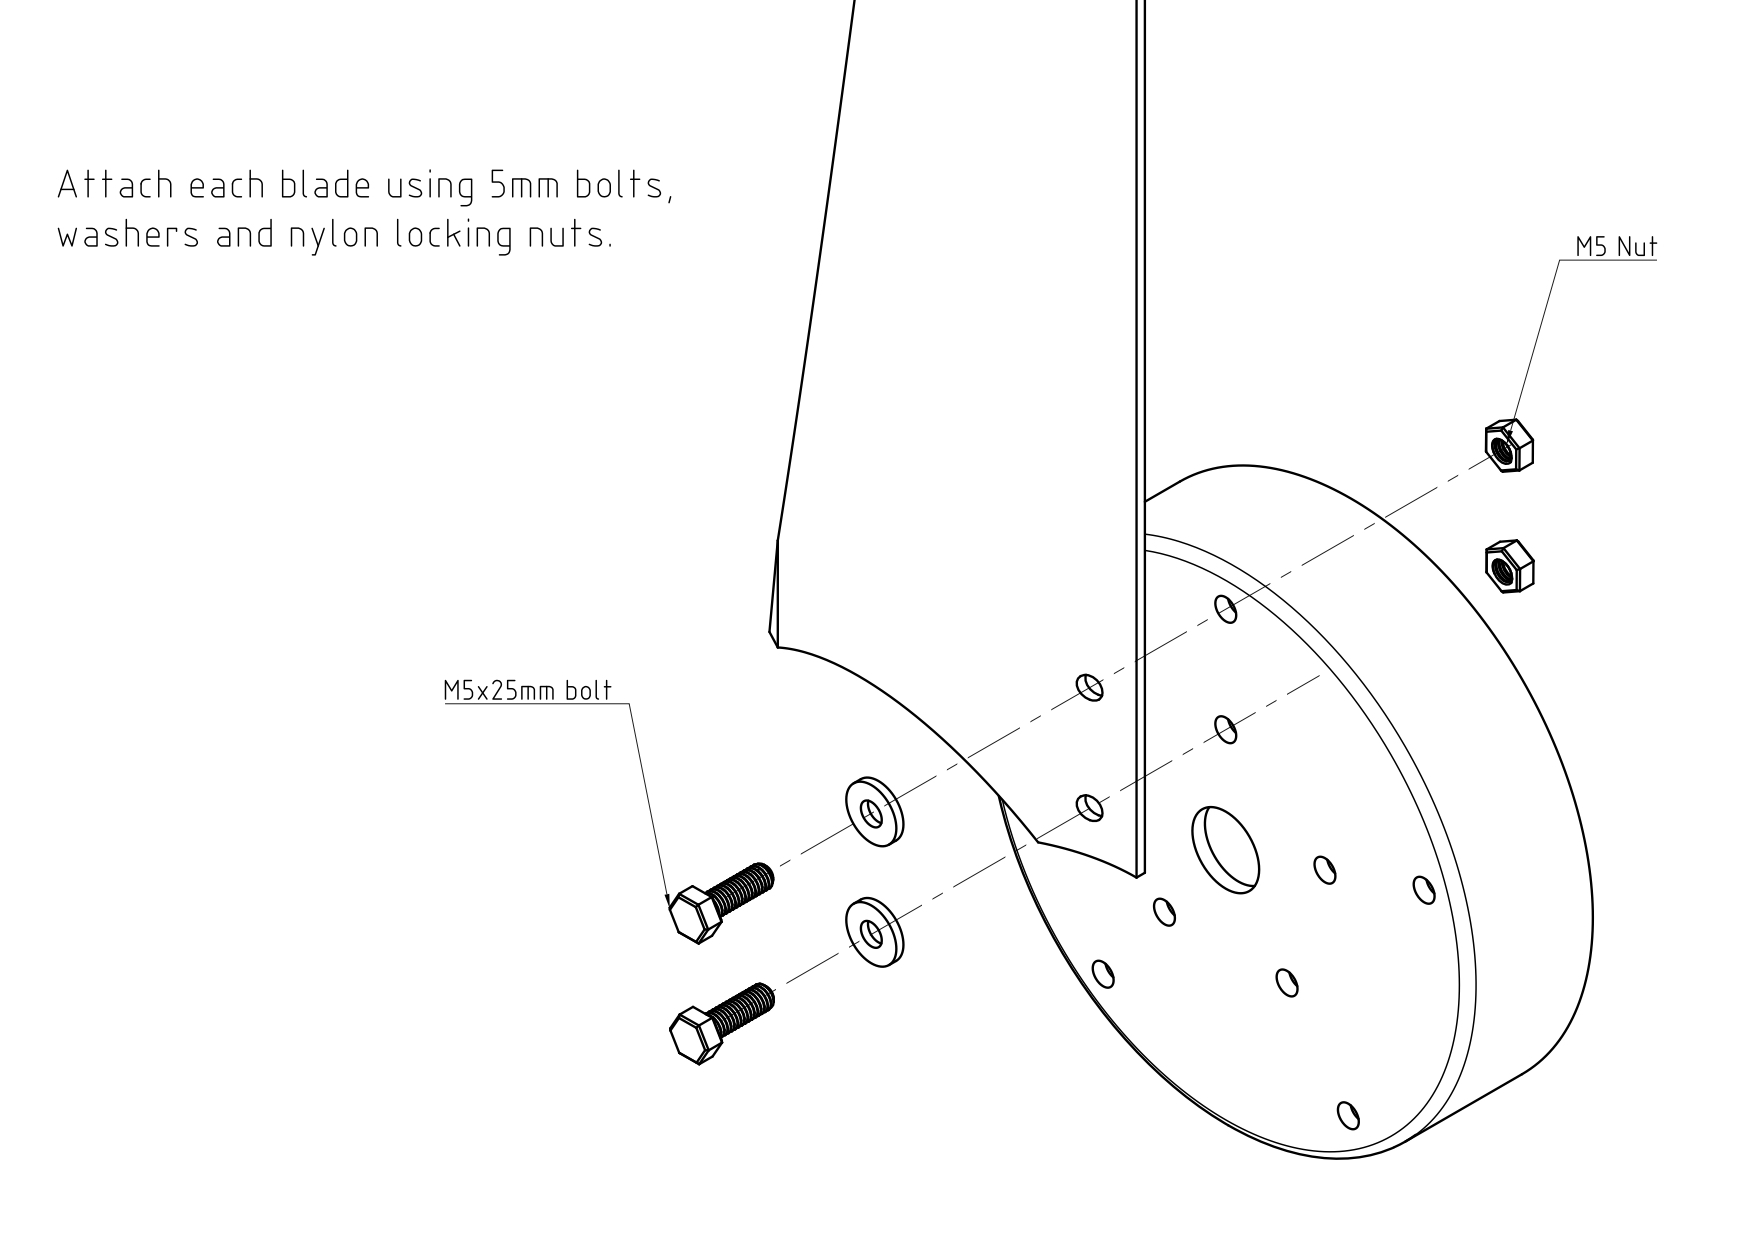 Attach each blade using 5mm bolts,
washers and nylon locking nuts.
M5 Nut
M5x25mm bolt